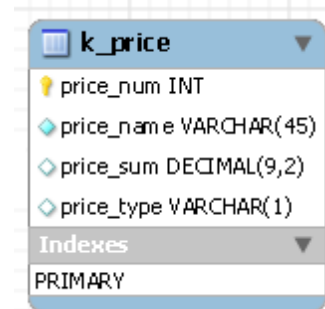 k_price
price_num INT
price_name VARCHAR(45)
price_sum DECIMAL(9,2)
price_type VARCHAR(1)
Indexes
PRIMARY